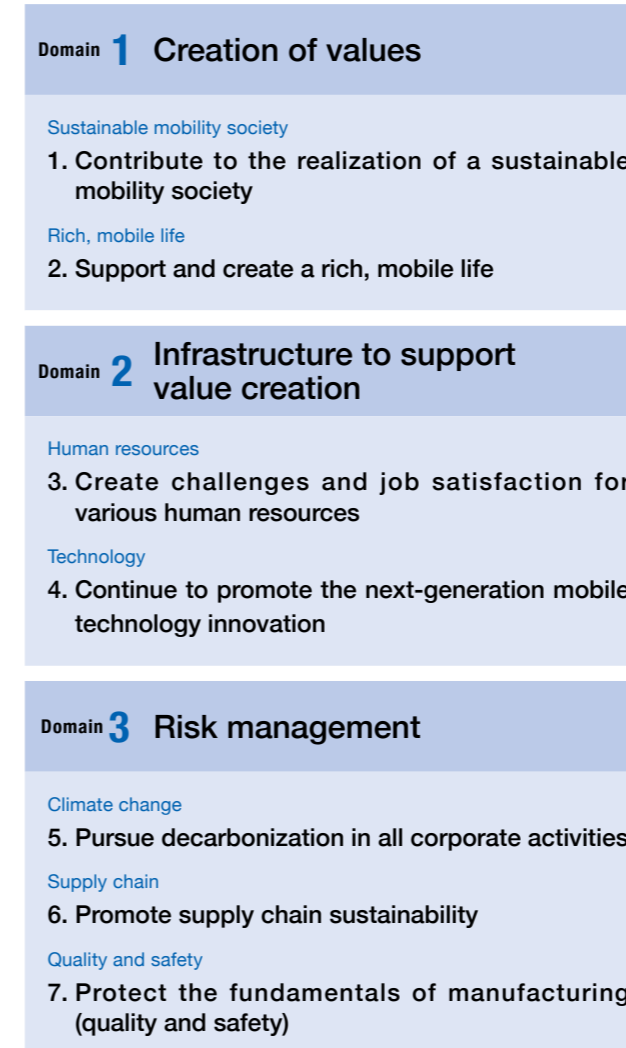 Domain 1 Creation of values
Sustainable mobility society
1. Contribute to the realization of a sustainable
mobility society
Rich, mobile life
2. Support and create a rich, mobile life
Domain 2 Infrastructure to support
value creation
Human resources
3. Create challenges and job satisfaction for
various human resources
Technology
4. Continue to promote the next-generation mobile
technology innovation
Domain 3 Risk management
Climate change
5. Pursue decarbonization in all corporate activities
Supply chain
6. Promote supply chain sustainability
Quality and safety
7. Protect the fundamentals of manufacturing
(quality and safety)